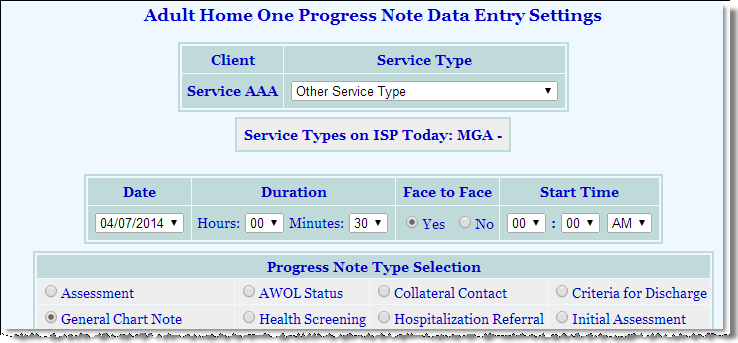 Adult Home One Progress Note Data Entry Settings
Client Service Type
Service AAA Other Service Type
Service Types on ISP Today: MGA -
Date Duration Face to Face Start Time
04/07/2014 Hours: 00 Minutes: 30 Yes No 00 : 00 AM
Progress Note Type Selection
Assessment AWOL Status Collateral Contact Criteria for Discharge
General Chart Note Health Screening Hospitalization Referral Initial Assessment